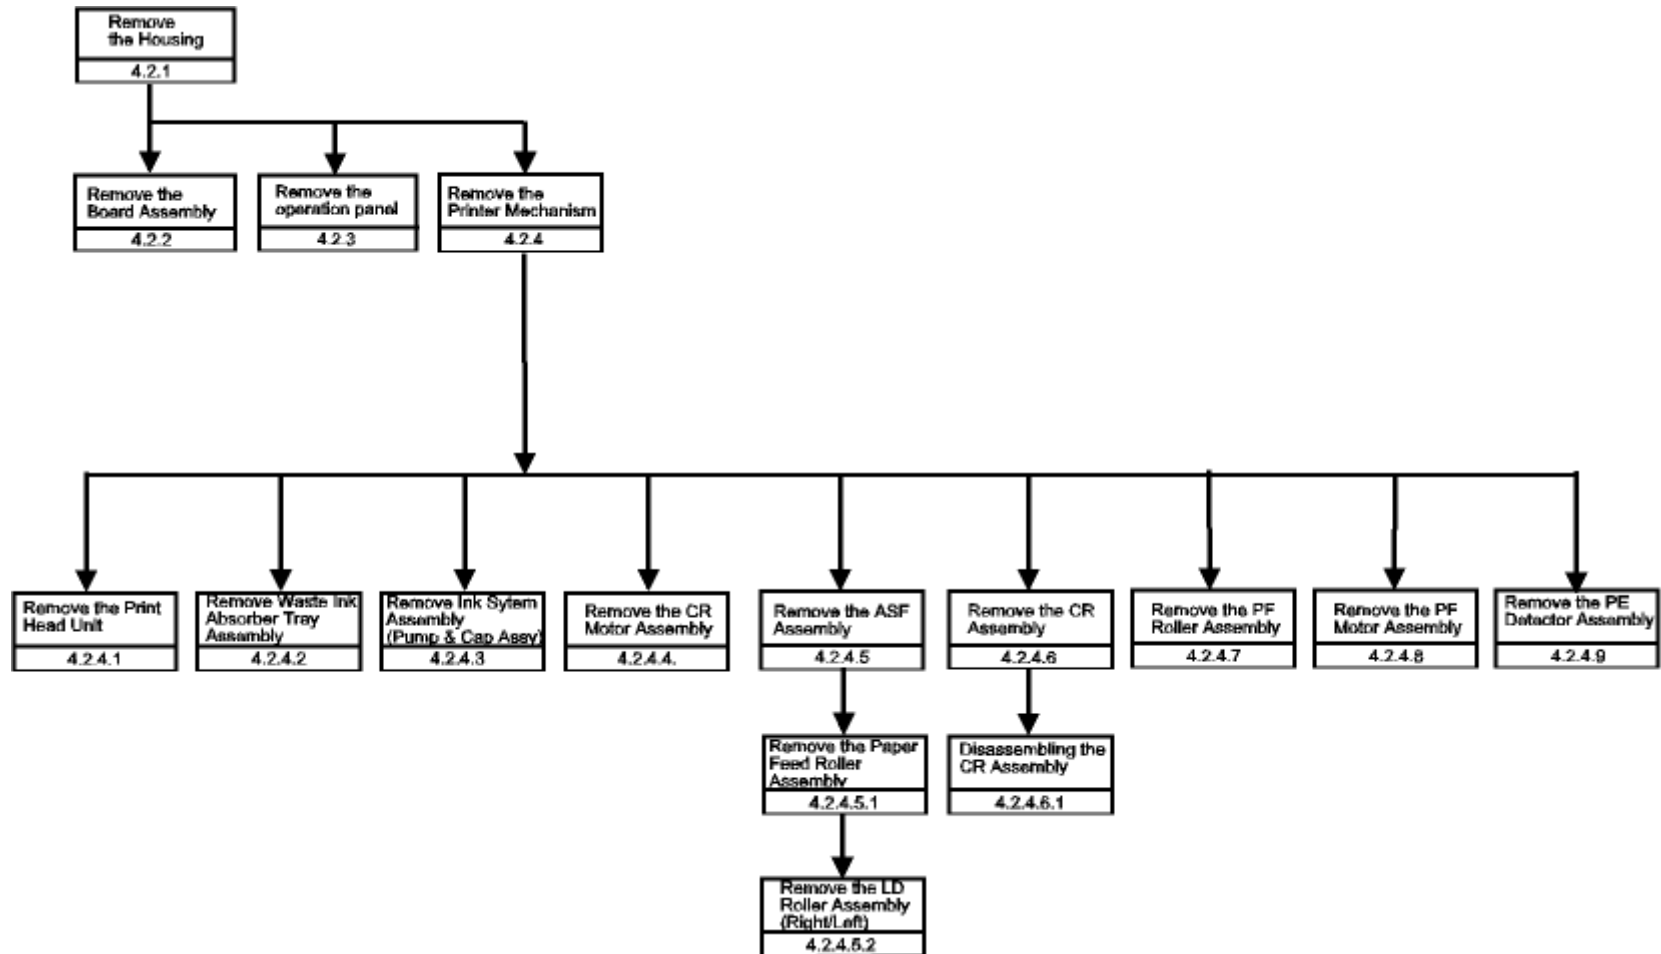 Remove
the Housing
4.2.1
Remove the
Board Assembly
4.2.2
Remove the
operation panel
4.2.3
Remove the
Printer Mechanism
4.2.4
Remove the Print
Head Unit
4.2.4.1
Remove Waste Ink
Absorber Tray
Assembly
4.2.4.2
Remove Ink Sytem
Assembly
(Pump & Cap Assy)
4.2.4.3
Remove the CR
Motor Assembly
4.2.4.4.
Remove the ASF
Assembly
4.2.4.5
Remove the CR
Assembly
4.2.4.6
Remove the PF
Roller Assembly
4.2.4.7
Remove the PF
Motor Assembly
4.2.4.8
Remove the PE
Detactor Assembly
4.2.4.9
Remove the Paper
Feed Roller
Assembly
4.2.4.5.1
Disassembling the
CR Assembly
4.2.4.6.1
Remove the LD
Roller Assembly
(Right/Left)
4.2.4.5.2